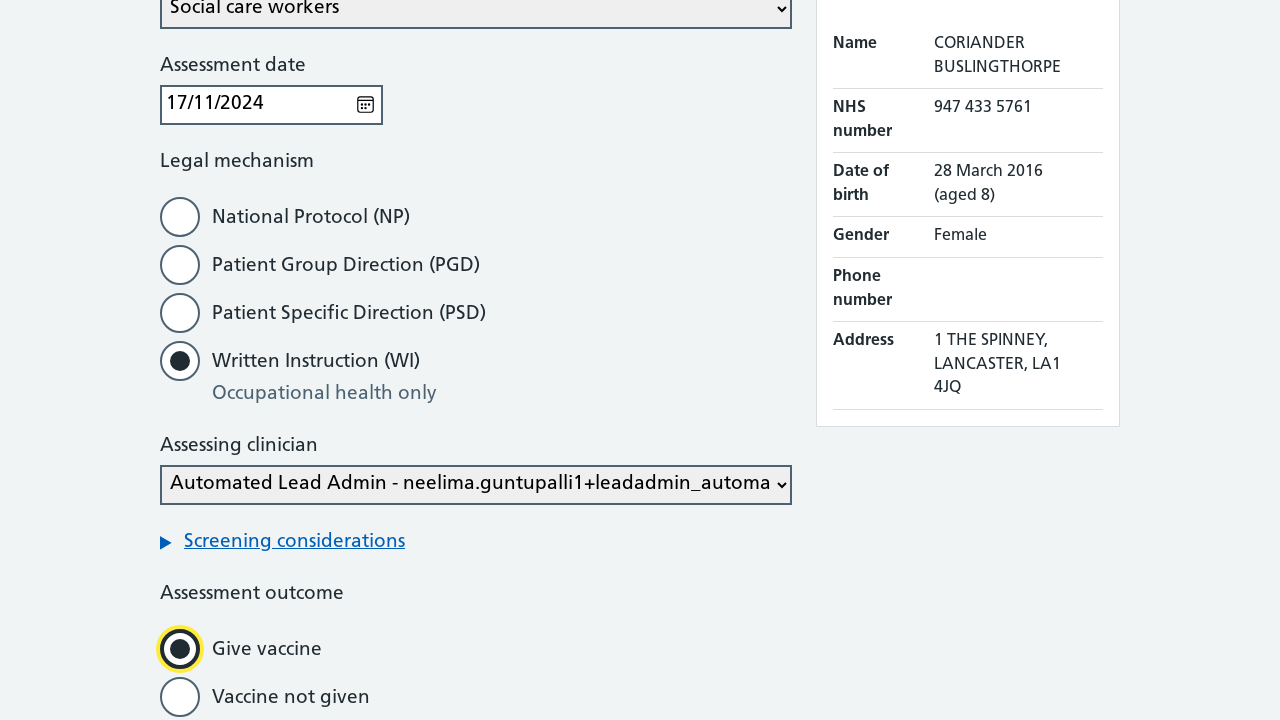 Social care workers
Assessment date
17/11/2024
Legal mechanism
National Protocol (NP)
Patient Group Direction (PGD)
Patient Specific Direction (PSD)
Written Instruction (WI)
Occupational health only
Assessing clinician
Automated Lead Admin - neelima.guntupalli1+leadadmin_automa
Screening considerations
Assessment outcome
Give vaccine
Vaccine not given
Name CORIANDER
BUSLINGTHORPE
NHS 947 433 5761
number
Date of 28 March 2016
birth (aged 8)
Gender Female
Phone
number
Address 1 THE SPINNEY,
LANCASTER, LA1
4JQ